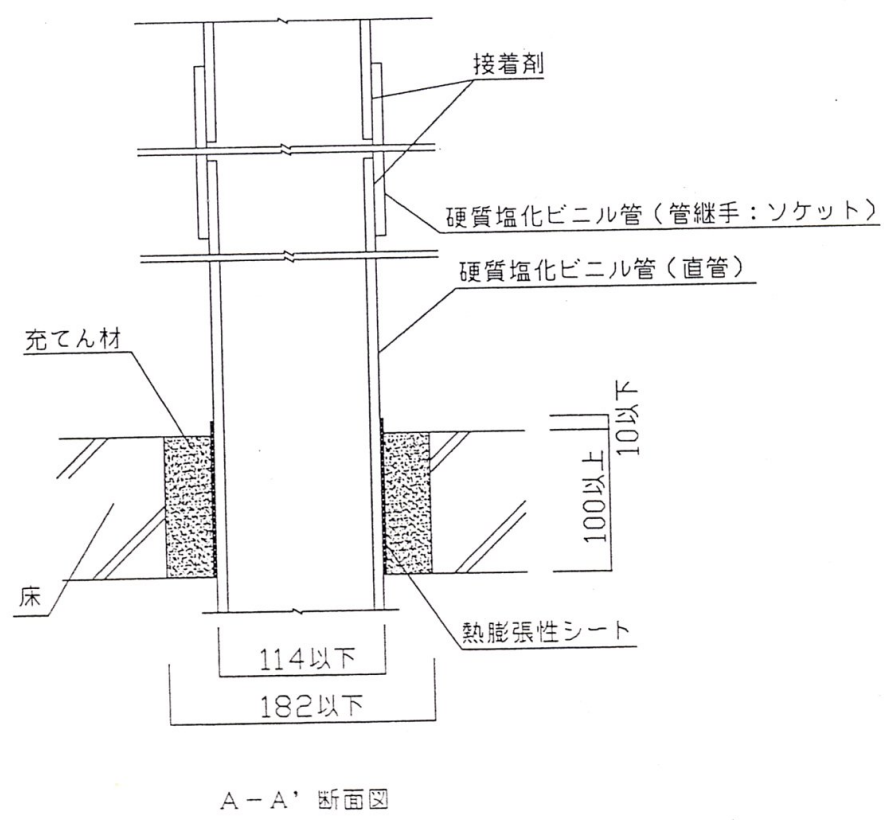 接着剤
硬質塩化ビニル管(管継手:ソケット)
硬質塩化ビニル管(直管)
充てん材
10以下
100以上
床
熱膨張性シート
114以下
182以下
A-A' 断面図